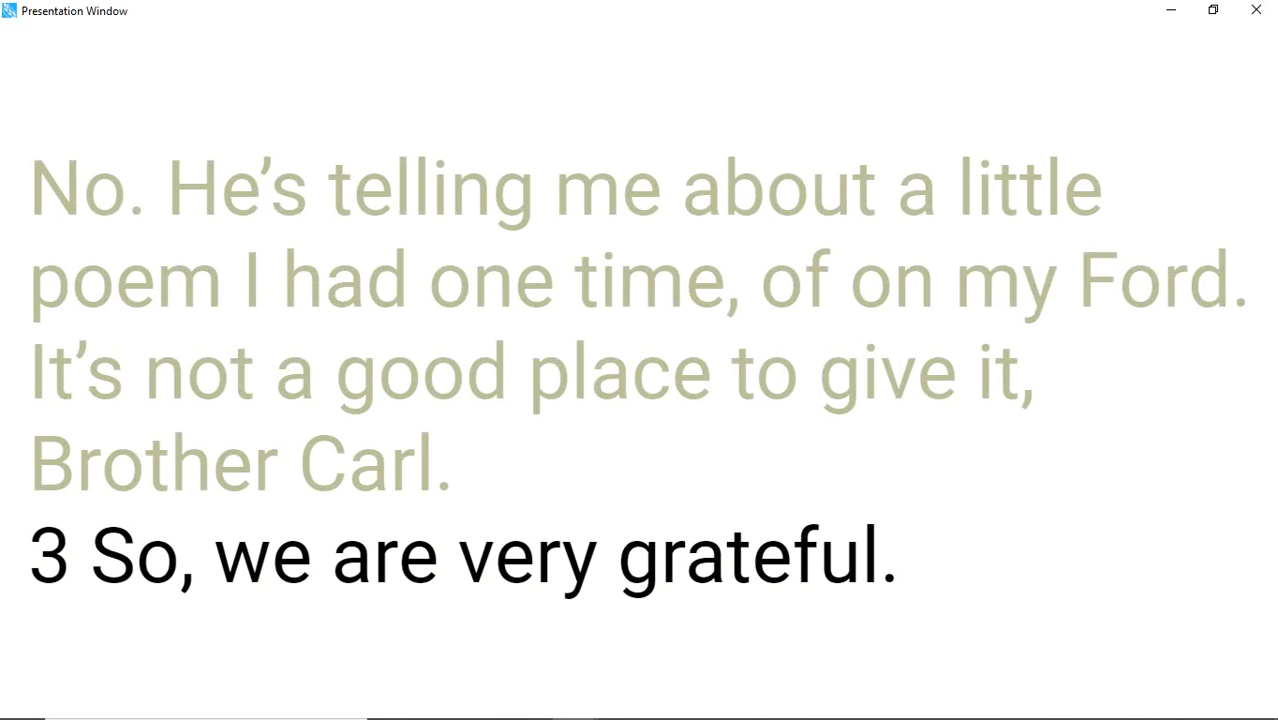 Presentation Window
No. He’s telling me about a little
poem I had one time, of on my Ford.
It’s not a good place to give it,
Brother Carl.
3 So, we are very grateful.